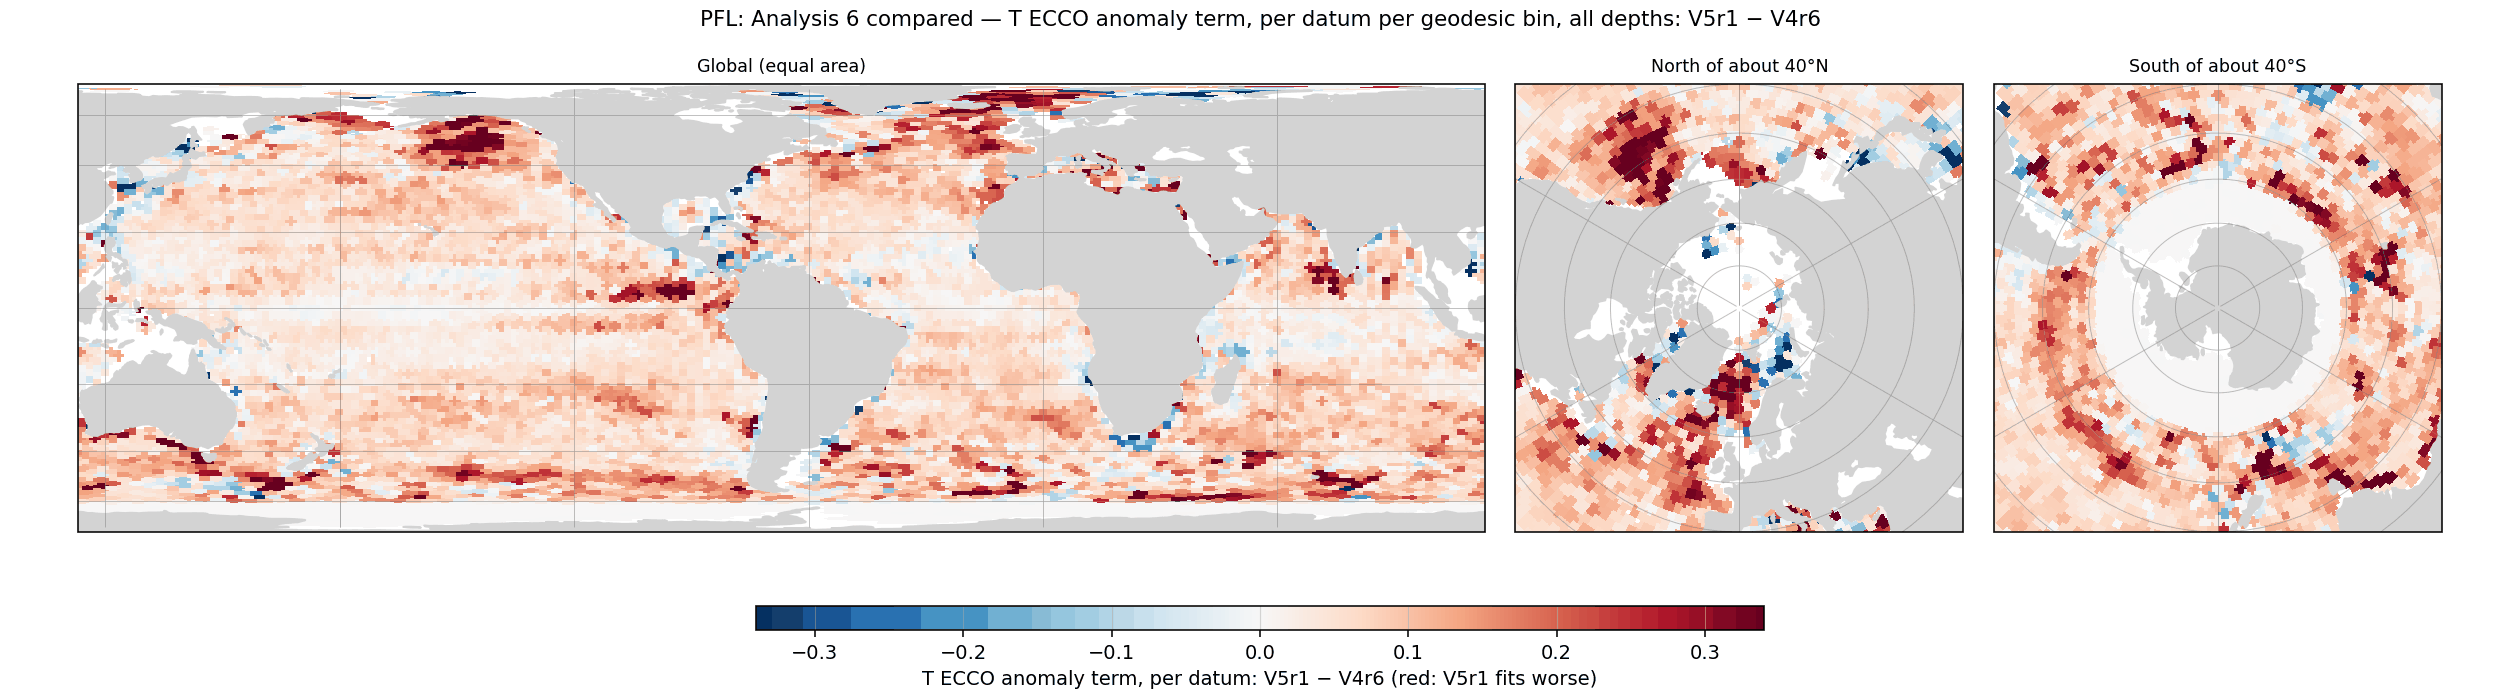 PFL: Analysis 6 compared — T ECCO anomaly term, per datum per geodesic bin, all depths: V5r1 − V4r6
Global (equal area)
North of about 40°N
South of about 40°S
−0.3
−0.2
−0.1
0.0
0.1
0.2
0.3
T ECCO anomaly term, per datum: V5r1 − V4r6 (red: V5r1 fits worse)